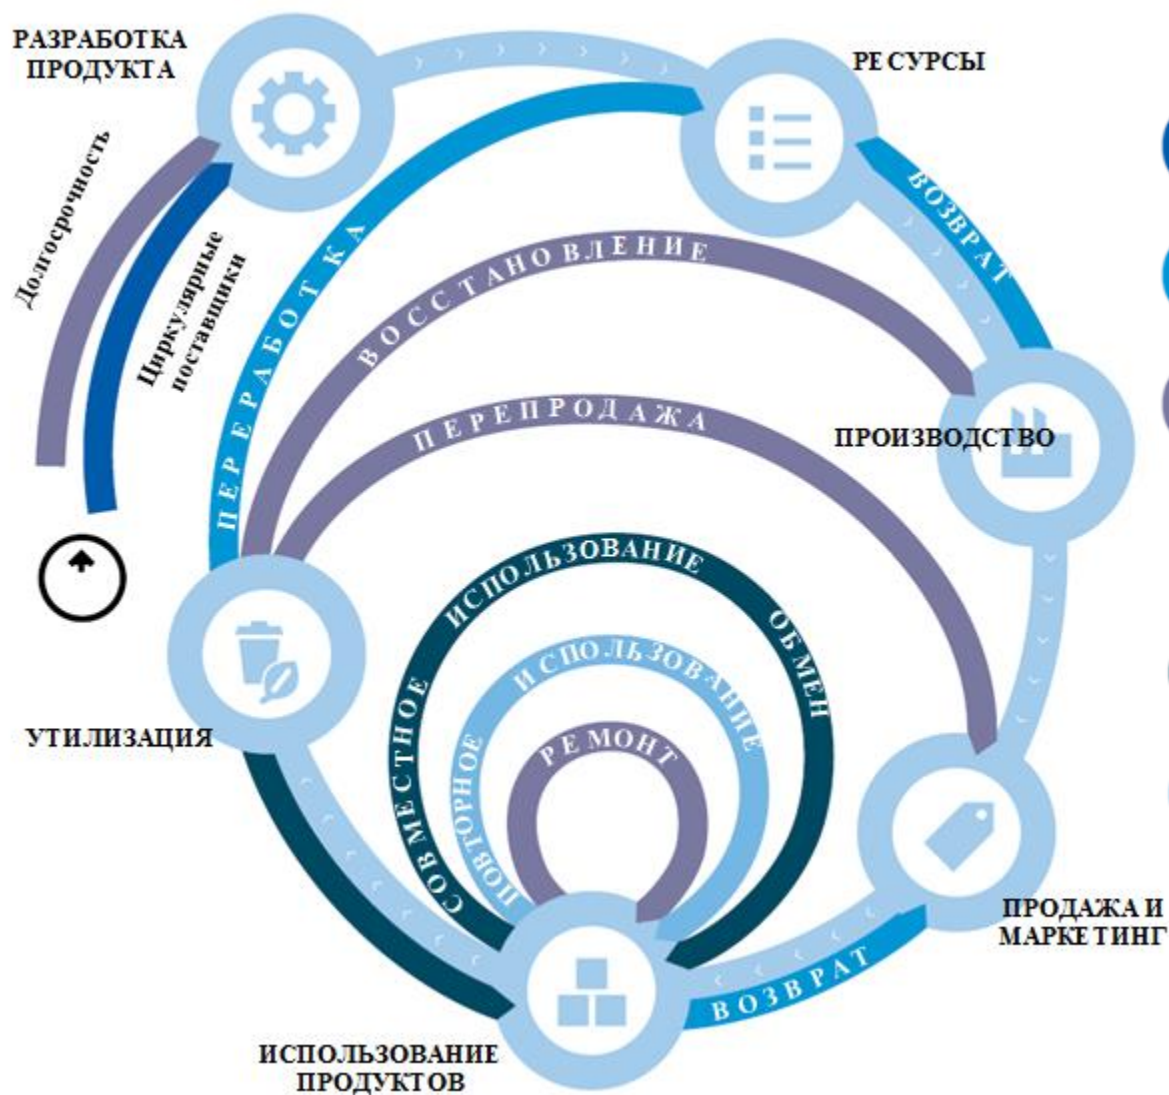 РАЗРАБОТКА
ПРОДУКТА
РЕСУРСЫ
Долгосрочность
Циркулярные
поставщики
ВОЗВРАТ
ПЕРЕРАБОТКА
ВОССТАНОВЛЕНИЕ
ПЕРЕПРОДАЖА
ПРОИЗВОДСТВО
СОВМЕСТНОЕ ИСПОЛЬЗОВАНИЕ
ОБМЕН
ПОВТОРНОЕ ИСПОЛЬЗОВАНИЕ
РЕМОНТ
УТИЛИЗАЦИЯ
ПРОДАЖА И
МАРКЕТИНГ
ВОЗВРАТ
ИСПОЛЬЗОВАНИЕ
ПРОДУКТОВ